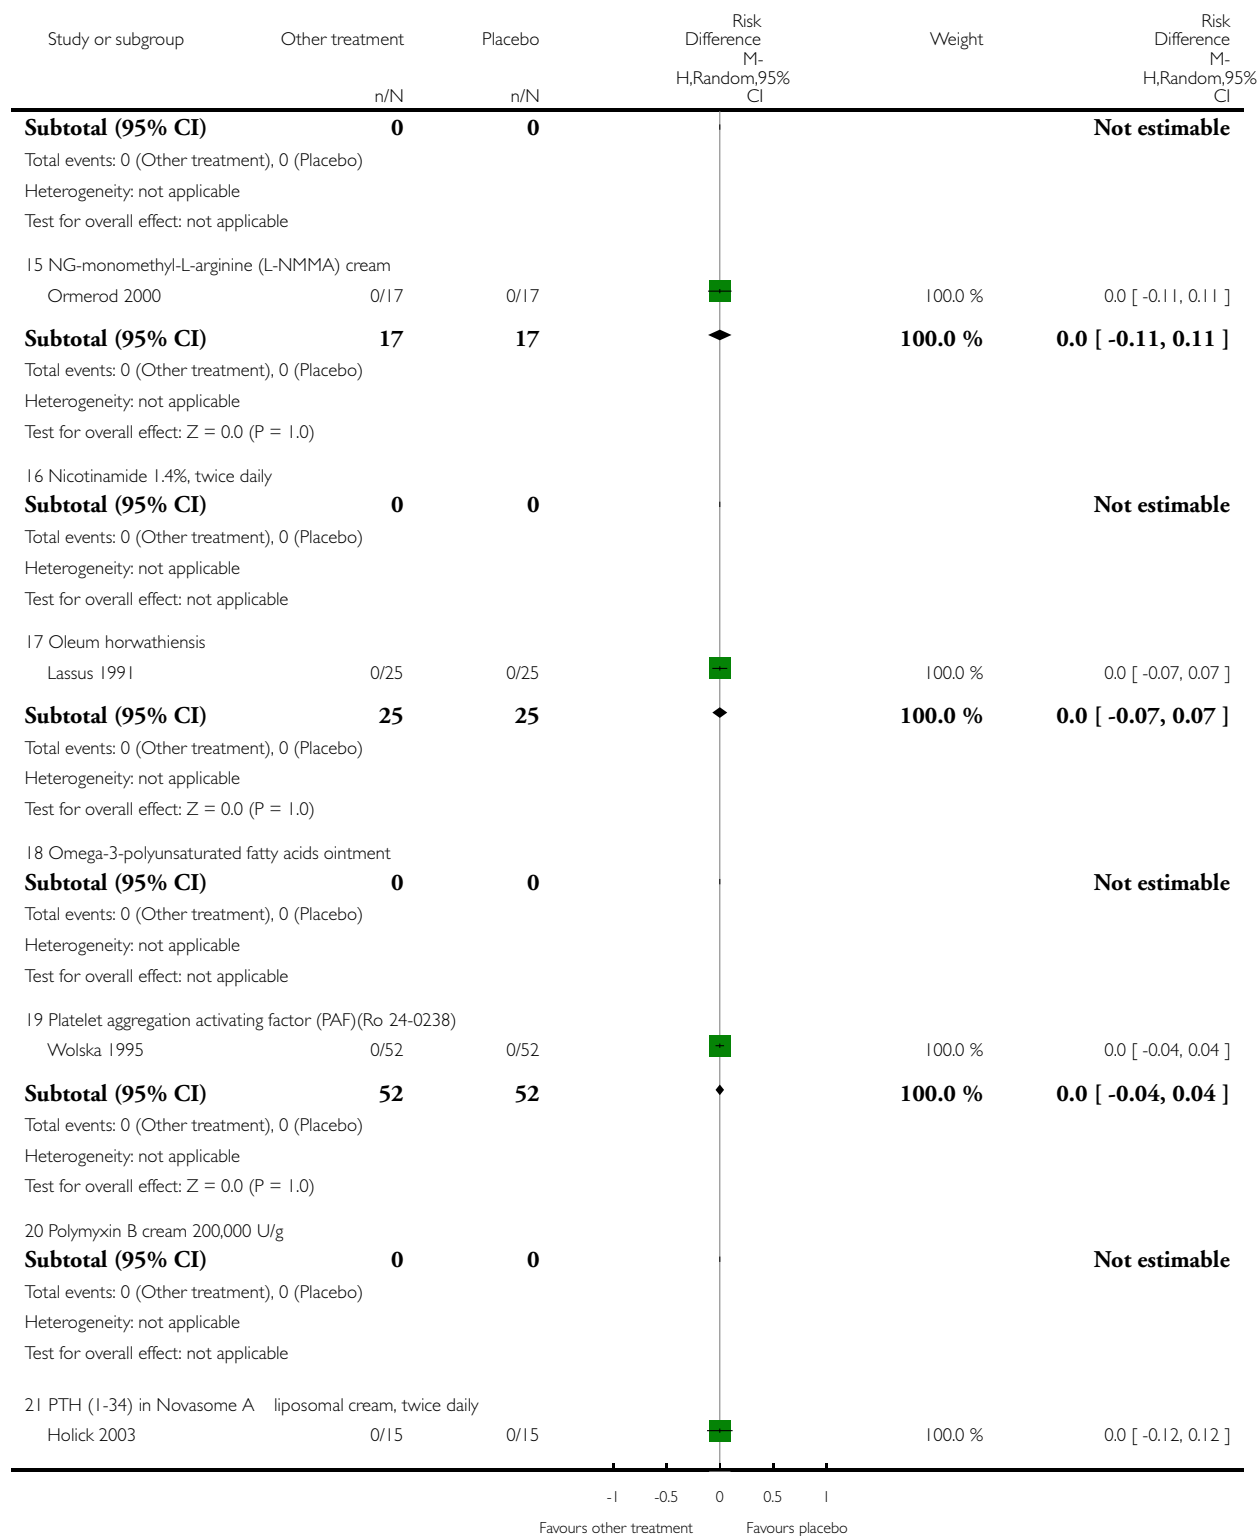 Study or subgroup Other treatment Placebo Risk Difference Weight Risk Difference
n/N n/N M-H,Random,95% CI M-H,Random,95% CI
Subtotal (95% CI) 0 0 Not estimable
Total events: 0 (Other treatment), 0 (Placebo)
Heterogeneity: not applicable
Test for overall effect: not applicable
15 NG-monomethyl-L-arginine (L-NMMA) cream
Ormerod 2000 0/17 0/17 100.0 % 0.0 [ -0.11, 0.11 ]
Subtotal (95% CI) 17 17 100.0 % 0.0 [ -0.11, 0.11 ]
Total events: 0 (Other treatment), 0 (Placebo)
Heterogeneity: not applicable
Test for overall effect: Z = 0.0 (P = 1.0)
16 Nicotinamide 1.4%, twice daily
Subtotal (95% CI) 0 0 Not estimable
Total events: 0 (Other treatment), 0 (Placebo)
Heterogeneity: not applicable
Test for overall effect: not applicable
17 Oleum horwathiensis
Lassus 1991 0/25 0/25 100.0 % 0.0 [ -0.07, 0.07 ]
Subtotal (95% CI) 25 25 100.0 % 0.0 [ -0.07, 0.07 ]
Total events: 0 (Other treatment), 0 (Placebo)
Heterogeneity: not applicable
Test for overall effect: Z = 0.0 (P = 1.0)
18 Omega-3-polyunsaturated fatty acids ointment
Subtotal (95% CI) 0 0 Not estimable
Total events: 0 (Other treatment), 0 (Placebo)
Heterogeneity: not applicable
Test for overall effect: not applicable
19 Platelet aggregation activating factor (PAF)(Ro 24-0238)
Wolska 1995 0/52 0/52 100.0 % 0.0 [ -0.04, 0.04 ]
Subtotal (95% CI) 52 52 100.0 % 0.0 [ -0.04, 0.04 ]
Total events: 0 (Other treatment), 0 (Placebo)
Heterogeneity: not applicable
Test for overall effect: Z = 0.0 (P = 1.0)
20 Polymyxin B cream 200,000 U/g
Subtotal (95% CI) 0 0 Not estimable
Total events: 0 (Other treatment), 0 (Placebo)
Heterogeneity: not applicable
Test for overall effect: not applicable
21 PTH (1-34) in Novasome A liposomal cream, twice daily
Holick 2003 0/15 0/15 100.0 % 0.0 [ -0.12, 0.12 ]
-1 -0.5 0 0.5 1
Favours other treatment Favours placebo